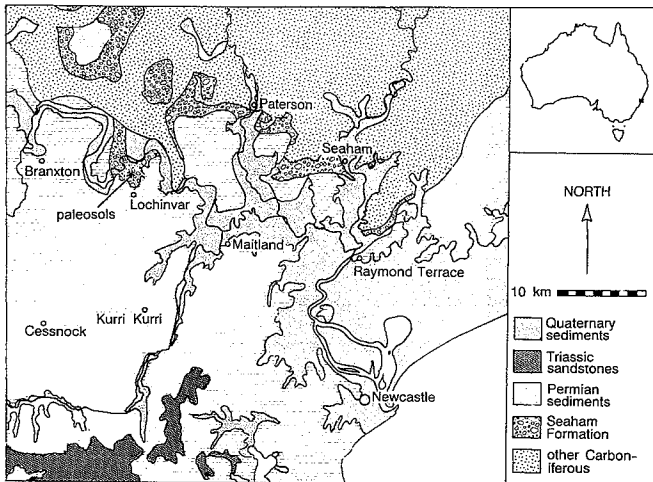 Paterson
Seaham
Branxton
paleosols
Lochinvar
Maitland
Raymond Terrace
Cessnock
Kurri Kurri
Newcastle
NORTH
10 km
Quaternary
sediments
Triassic
sandstones
Permian
sediments
Seaham
Formation
other Carbon-
iferous